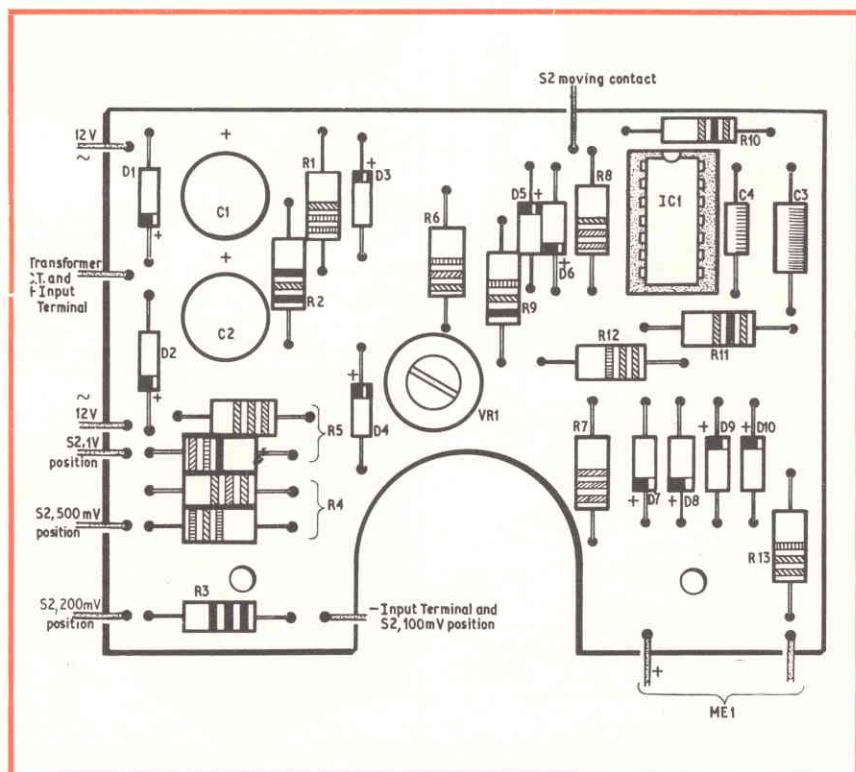 S2 moving contact
12V
~
D1
+
C1
+
R1
+
D3
R10
R8
IC1
C4
C3
D5
+
R6
+
D6
Transformer
C.T. and
+Input
Terminal
+
R2
R9
C2
D2
+
R12
R11
+
VR1
~
12V
R5
D4
S2,1V
position
R7
+
D9
+
D10
R4
+
D7
+
D8
S2,500mV
position
R13
R3
S2,200mV
position
–Input Terminal and
S2,100mV position
+
ME1